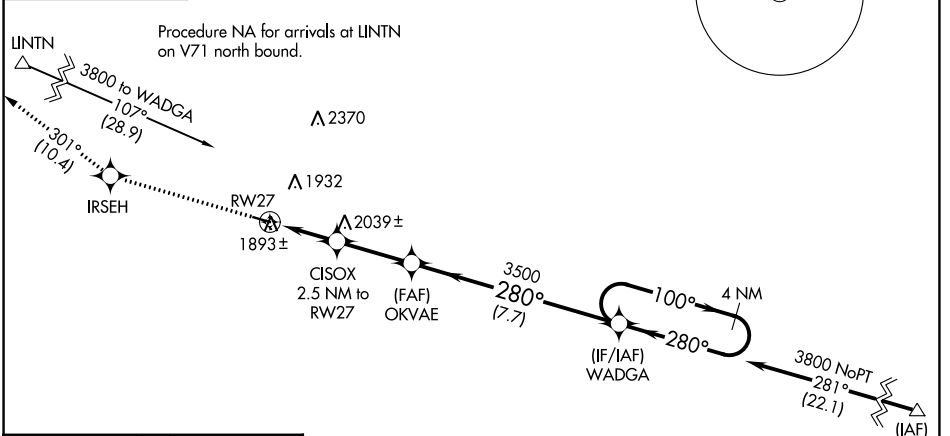 Procedure NA for arrivals at LINTN
on V71 north bound.
LINTN
3800 to WADGA
107°
(28.9)
2370
301°
(10.4)
IRSEH
1932
RW27
2039±
1893±
CISOX
2.5 NM to
RW27
(FAF)
OKVAE
3500
280°
(7.7)
100°
4 NM
280°
(IF/IAF)
WADGA
3800 NoPT
281°
(22.1)
(IAF)